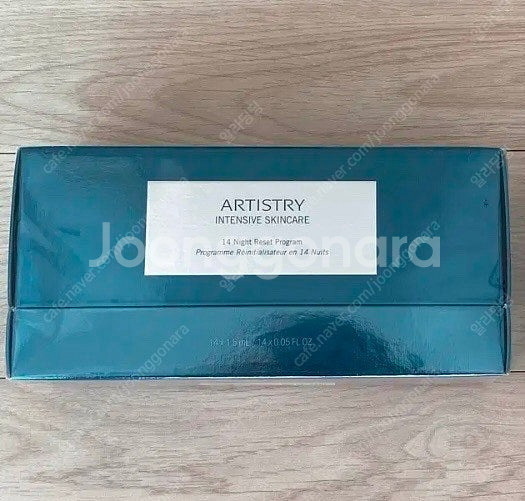 ARTISTRY
INTENSIVE SKINCARE
14 Night Reset Program
Programme Réinitialisateur en 14 Nuits
Joonggonara
14 x 1.5 mL / 14 x 0.05 FL OZ
cafe.naver.com/joonggonara